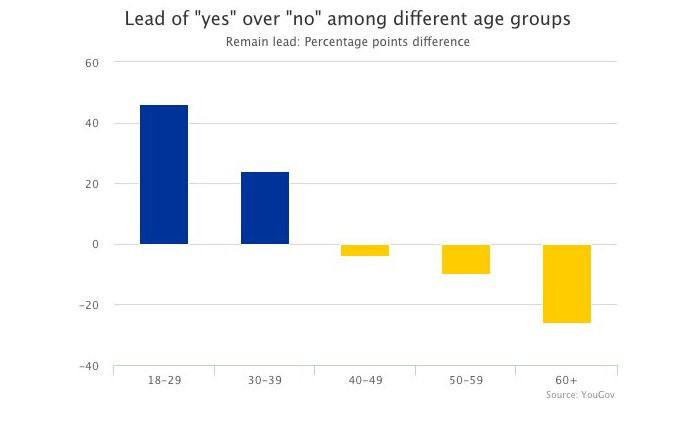 Lead of "yes" over "no" among different age groups
Remain lead: Percentage points difference
60
40
20
0
−20
−40
18–29 30–39 40–49 50–59 60+
Source: YouGov